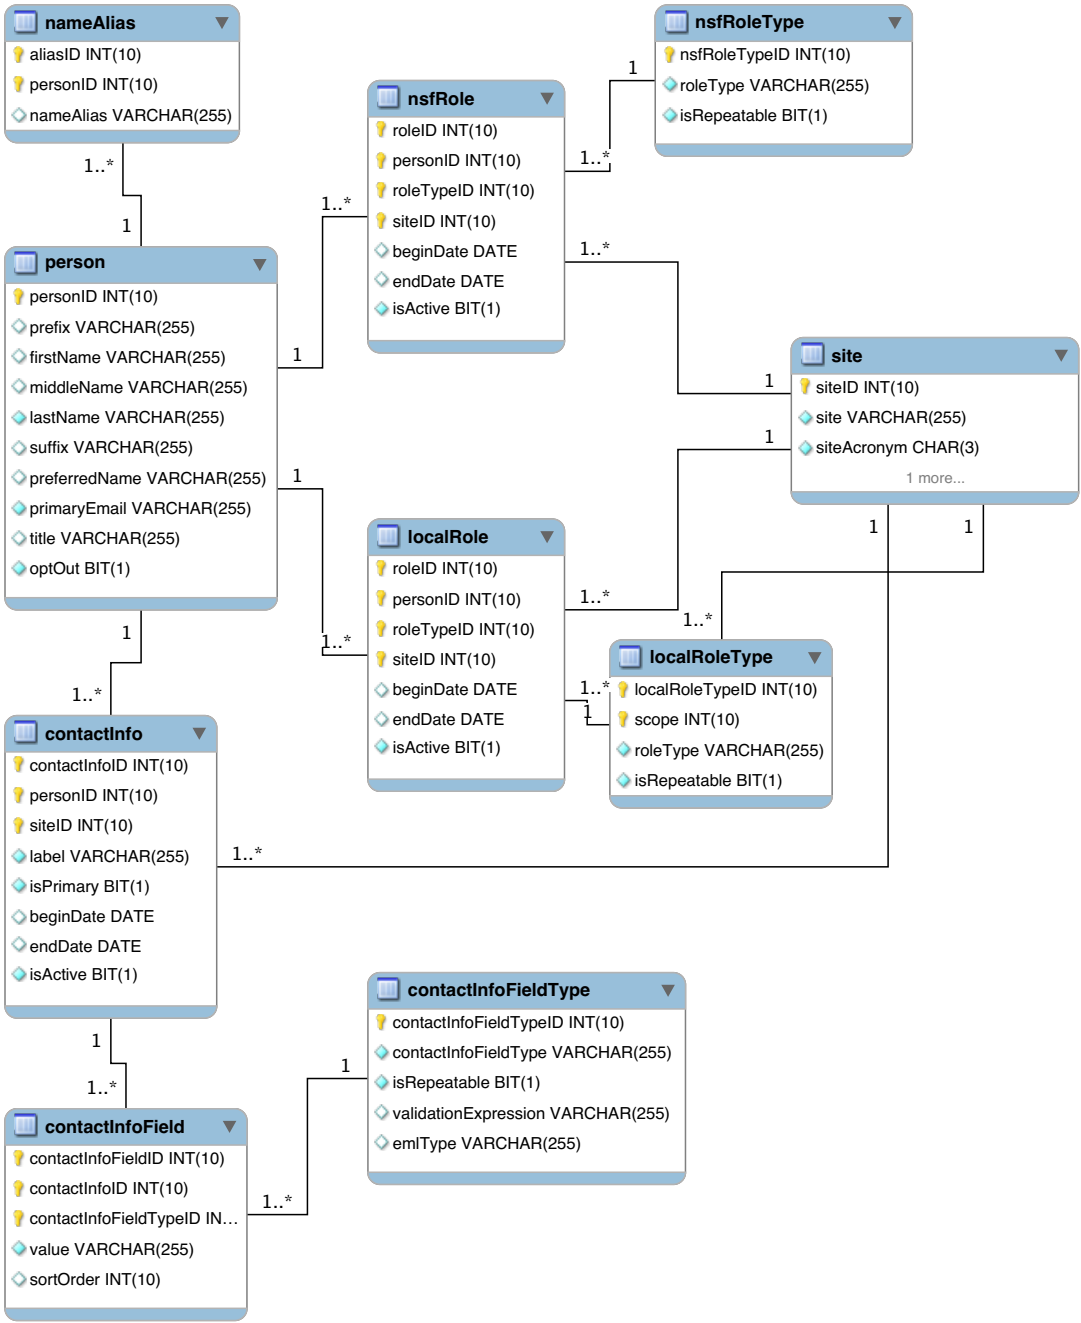 nameAlias
aliasID INT(10)
personID INT(10)
nameAlias VARCHAR(255)
1..*
1
person
personID INT(10)
prefix VARCHAR(255)
firstName VARCHAR(255)
middleName VARCHAR(255)
lastName VARCHAR(255)
suffix VARCHAR(255)
preferredName VARCHAR(255)
primaryEmail VARCHAR(255)
title VARCHAR(255)
optOut BIT(1)
1
1..*
1
1..*
1
1..*
nsfRole
roleID INT(10)
personID INT(10)
roleTypeID INT(10)
siteID INT(10)
beginDate DATE
endDate DATE
isActive BIT(1)
1..*
1
1..*
1
nsfRoleType
nsfRoleTypeID INT(10)
roleType VARCHAR(255)
isRepeatable BIT(1)
site
siteID INT(10)
site VARCHAR(255)
siteAcronym CHAR(3)
1 more...
1
1
1
localRole
roleID INT(10)
personID INT(10)
roleTypeID INT(10)
siteID INT(10)
beginDate DATE
endDate DATE
isActive BIT(1)
1..*
1..*
1
1..*
localRoleType
localRoleTypeID INT(10)
scope INT(10)
roleType VARCHAR(255)
isRepeatable BIT(1)
contactInfo
contactInfoID INT(10)
personID INT(10)
siteID INT(10)
label VARCHAR(255)
isPrimary BIT(1)
beginDate DATE
endDate DATE
isActive BIT(1)
1..*
1
1..*
contactInfoField
contactInfoFieldID INT(10)
contactInfoID INT(10)
contactInfoFieldTypeID IN...
value VARCHAR(255)
sortOrder INT(10)
1..*
1
contactInfoFieldType
contactInfoFieldTypeID INT(10)
contactInfoFieldType VARCHAR(255)
isRepeatable BIT(1)
validationExpression VARCHAR(255)
emlType VARCHAR(255)